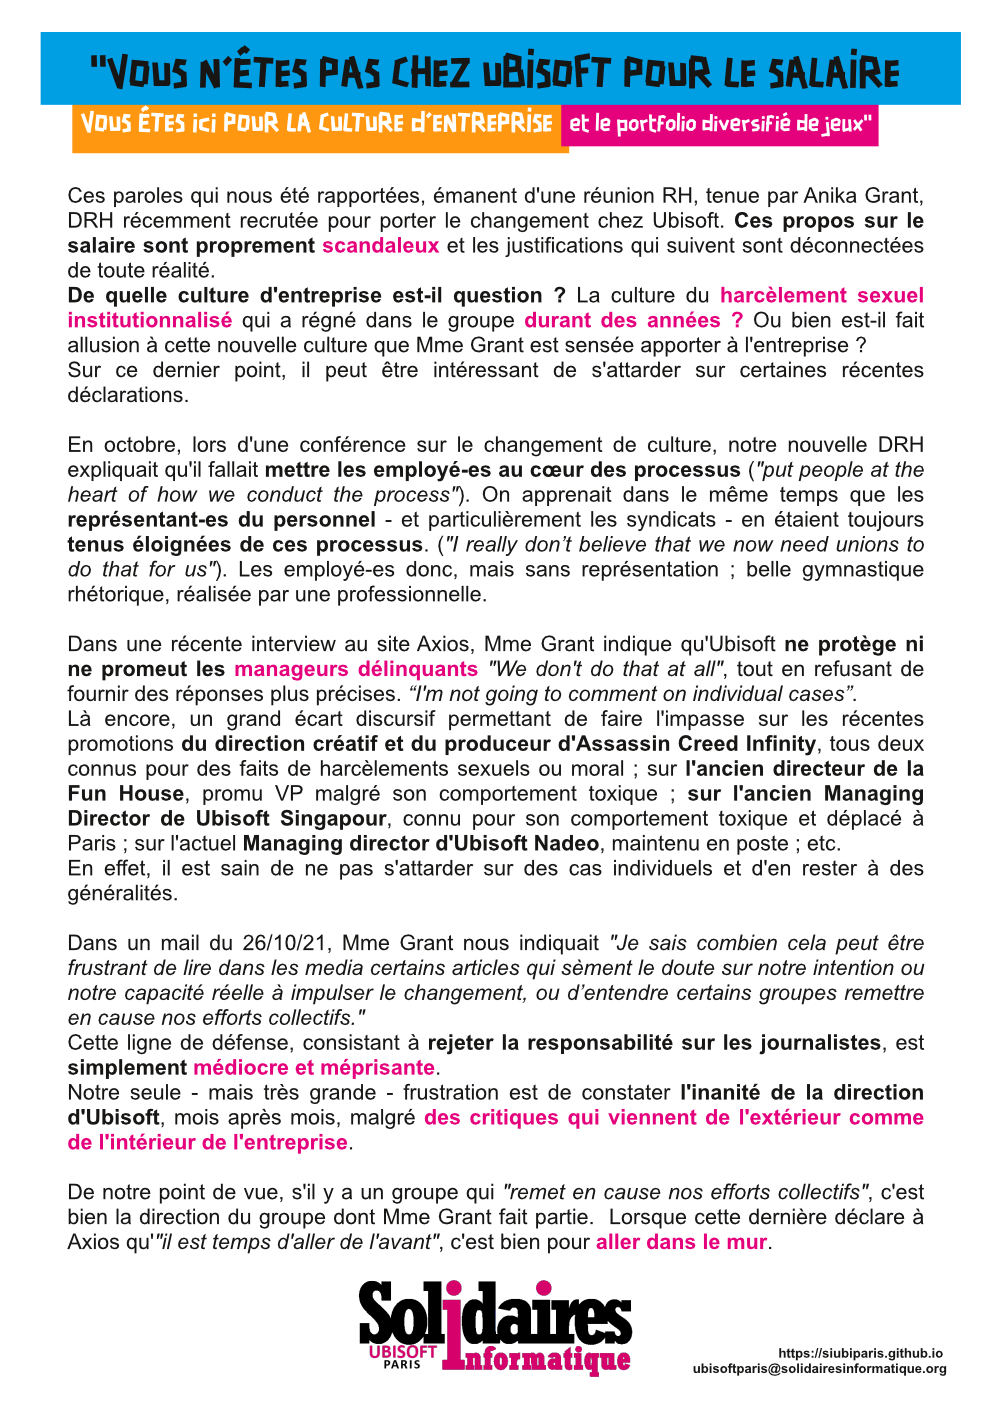 "VOUS N'ÊTES PAS CHEZ UBISOFT POUR LE SALAIRE
VOUS ÊTES ICI POUR LA CULTURE D'ENTREPRISE et le portfolio diversifié de jeux"
Ces paroles qui nous été rapportées, émanent d'une réunion RH, tenue par Anika Grant,
DRH récemment recrutée pour porter le changement chez Ubisoft. Ces propos sur le
salaire sont proprement scandaleux et les justifications qui suivent sont déconnectées
de toute réalité.
De quelle culture d'entreprise est-il question ? La culture du harcèlement sexuel
institutionnalisé qui a régné dans le groupe durant des années ? Ou bien est-il fait
allusion à cette nouvelle culture que Mme Grant est sensée apporter à l'entreprise ?
Sur ce dernier point, il peut être intéressant de s'attarder sur certaines récentes
déclarations.
En octobre, lors d'une conférence sur le changement de culture, notre nouvelle DRH
expliquait qu'il fallait mettre les employé-es au cœur des processus ("put people at the
heart of how we conduct the process"). On apprenait dans le même temps que les
représentant-es du personnel - et particulièrement les syndicats - en étaient toujours
tenus éloignées de ces processus. ("I really don’t believe that we now need unions to
do that for us"). Les employé-es donc, mais sans représentation ; belle gymnastique
rhétorique, réalisée par une professionnelle.
Dans une récente interview au site Axios, Mme Grant indique qu'Ubisoft ne protège ni
ne promeut les manageurs délinquants "We don't do that at all", tout en refusant de
fournir des réponses plus précises. “I'm not going to comment on individual cases”.
Là encore, un grand écart discursif permettant de faire l'impasse sur les récentes
promotions du direction créatif et du produceur d'Assassin Creed Infinity, tous deux
connus pour des faits de harcèlements sexuels ou moral ; sur l'ancien directeur de la
Fun House, promu VP malgré son comportement toxique ; sur l'ancien Managing
Director de Ubisoft Singapour, connu pour son comportement toxique et déplacé à
Paris ; sur l'actuel Managing director d'Ubisoft Nadeo, maintenu en poste ; etc.
En effet, il est sain de ne pas s'attarder sur des cas individuels et d'en rester à des
généralités.
Dans un mail du 26/10/21, Mme Grant nous indiquait "Je sais combien cela peut être
frustrant de lire dans les media certains articles qui sèment le doute sur notre intention ou
notre capacité réelle à impulser le changement, ou d’entendre certains groupes remettre
en cause nos efforts collectifs."
Cette ligne de défense, consistant à rejeter la responsabilité sur les journalistes, est
simplement médiocre et méprisante.
Notre seule - mais très grande - frustration est de constater l'inanité de la direction
d'Ubisoft, mois après mois, malgré des critiques qui viennent de l'extérieur comme
de l'intérieur de l'entreprise.
De notre point de vue, s'il y a un groupe qui "remet en cause nos efforts collectifs", c'est
bien la direction du groupe dont Mme Grant fait partie.  Lorsque cette dernière déclare à
Axios qu'"il est temps d'aller de l'avant", c'est bien pour aller dans le mur.
Solidaires
Informatique
UBISOFT
PARIS
https://siubiparis.github.io
ubisoftparis@solidairesinformatique.org